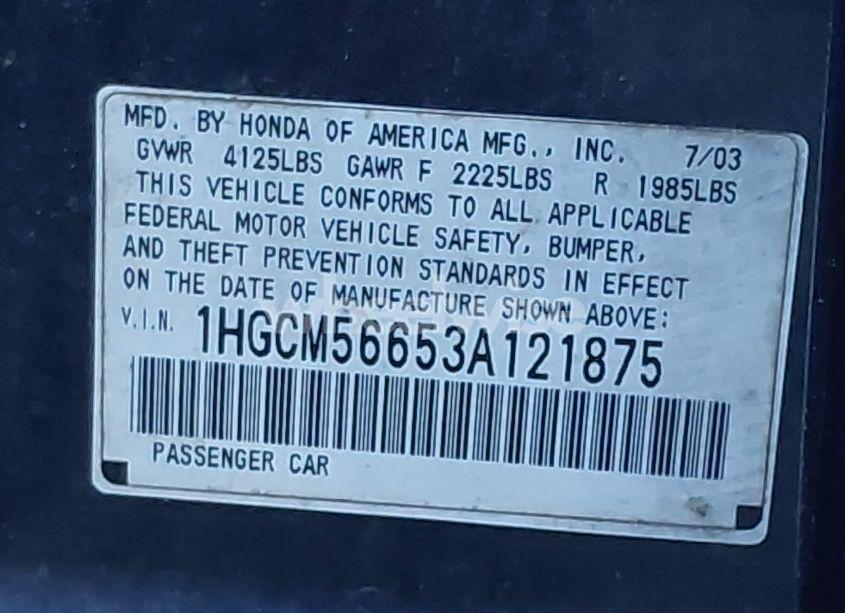 MFD. BY HONDA OF AMERICA MFG., INC. 7/03
GVWR 4125LBS GAWR F 2225LBS R 1985LBS
THIS VEHICLE CONFORMS TO ALL APPLICABLE
FEDERAL MOTOR VEHICLE SAFETY, BUMPER,
AND THEFT PREVENTION STANDARDS IN EFFECT
ON THE DATE OF MANUFACTURE SHOWN ABOVE:
V.I.N. 1HGCM56653A121875
PASSENGER CAR